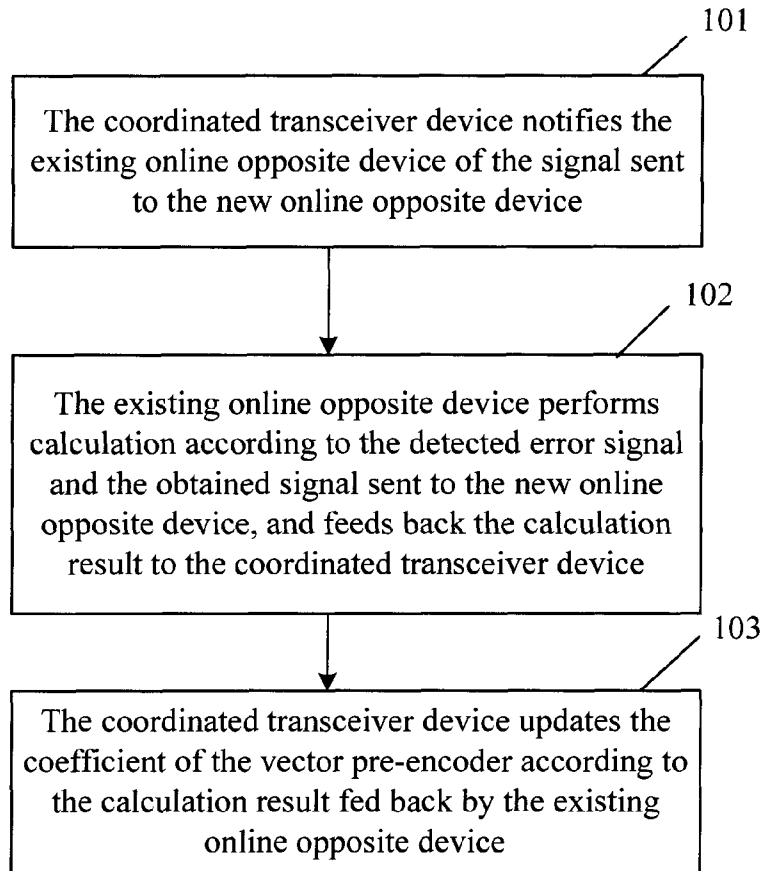 101
The coordinated transceiver device notifies the
existing online opposite device of the signal sent
to the new online opposite device
102
The existing online opposite device performs
calculation according to the detected error signal
and the obtained signal sent to the new online
opposite device, and feeds back the calculation
result to the coordinated transceiver device
103
The coordinated transceiver device updates the
coefficient of the vector pre-encoder according to
the calculation result fed back by the existing
online opposite device